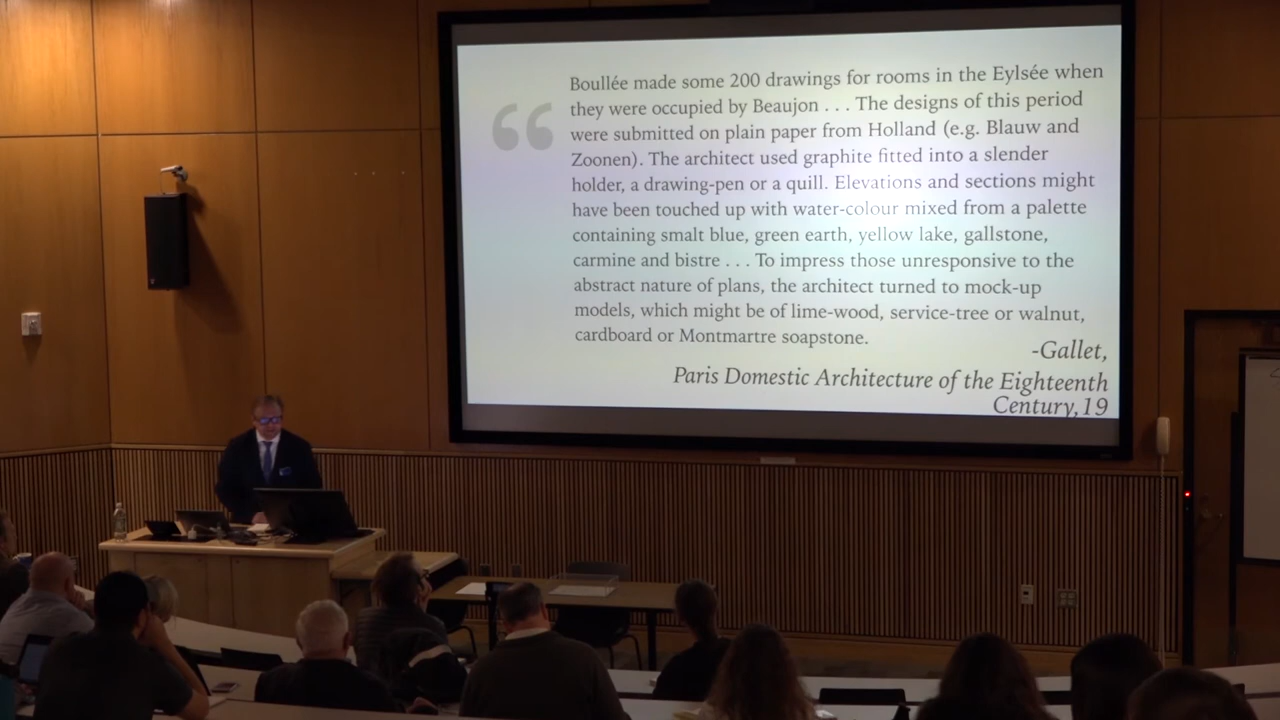 Boullée made some 200 drawings for rooms in the Eylsée when
they were occupied by Beaujon . . . The designs of this period
were submitted on plain paper from Holland (e.g. Blauw and
Zoonen). The architect used graphite fitted into a slender
holder, a drawing-pen or a quill. Elevations and sections might
have been touched up with water-colour mixed from a palette
containing smalt blue, green earth, yellow lake, gallstone,
carmine and bistre . . . To impress those unresponsive to the
abstract nature of plans, the architect turned to mock-up
models, which might be of lime-wood, service-tree or walnut,
cardboard or Montmartre soapstone.
-Gallet,
Paris Domestic Architecture of the Eighteenth
Century,19